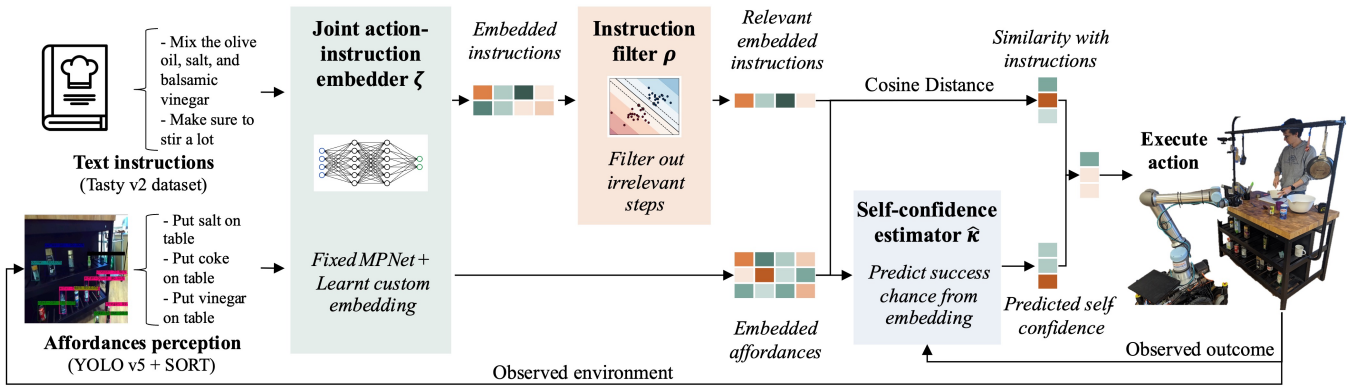 - Mix the olive
oil, salt, and
balsamic
vinegar
- Make sure to
stir a lot
Text instructions
(Tasty v2 dataset)
- Put salt on
table
- Put coke
on table
- Put vinegar
on table
Affordances perception
(YOLO v5 + SORT)
Joint action-
instruction
embedder ζ
Fixed MPNet +
Learnt custom
embedding
Embedded
instructions
Instruction
filter ρ
Filter out
irrelevant
steps
Relevant
embedded
instructions
Cosine Distance
Embedded
affordances
Self-confidence
estimator κ̂
Predict success
chance from
embedding
Similarity with
instructions
Predicted self
confidence
Execute
action
Observed outcome
Observed environment